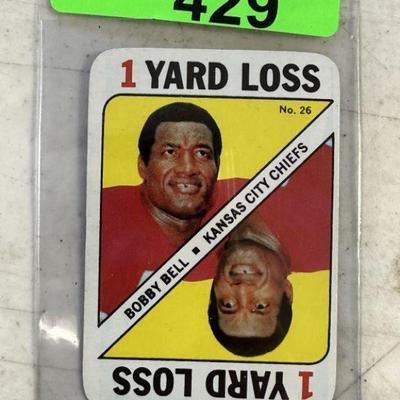 429
1 YARD LOSS
No. 26
BOBBY BELL ■ KANSAS CITY CHIEFS
1 YARD LOSS